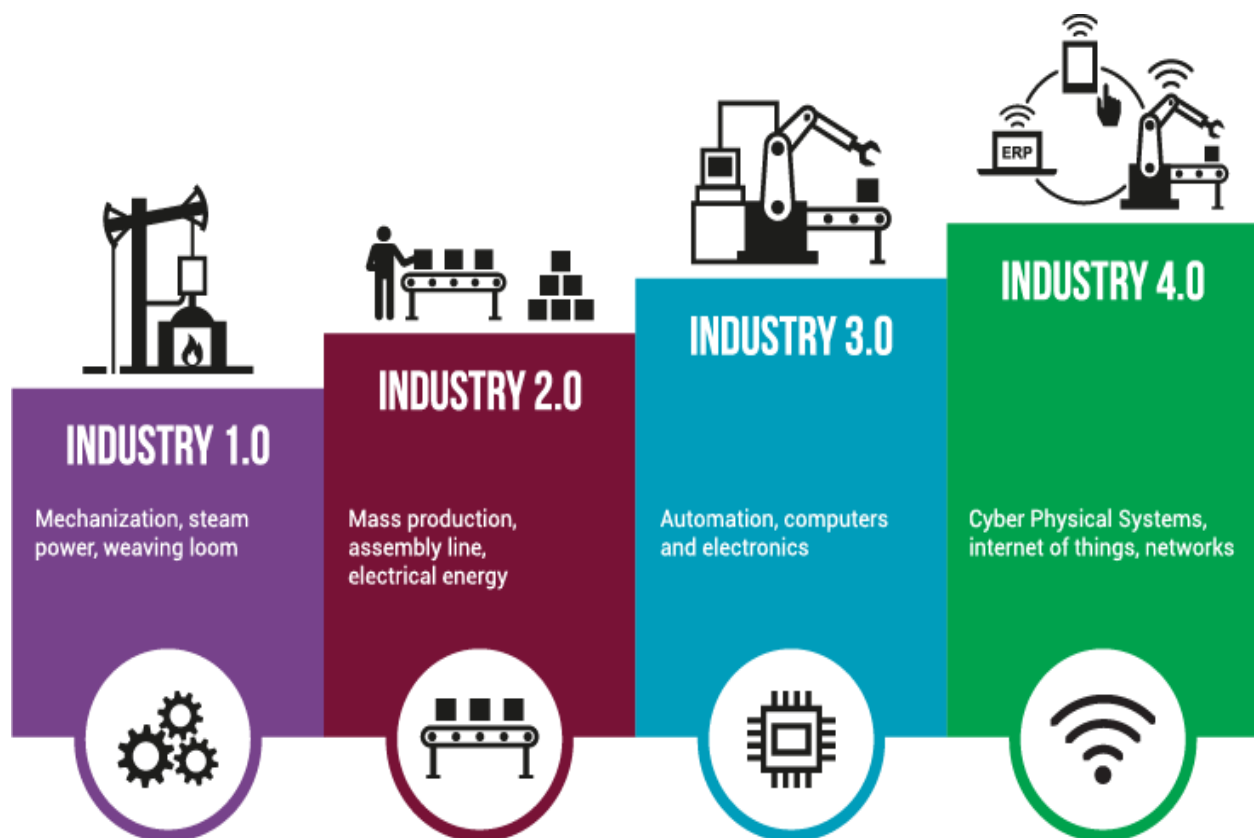 ERP
INDUSTRY 1.0
Mechanization, steam
power, weaving loom
INDUSTRY 2.0
Mass production,
assembly line,
electrical energy
INDUSTRY 3.0
Automation, computers
and electronics
INDUSTRY 4.0
Cyber Physical Systems,
internet of things, networks